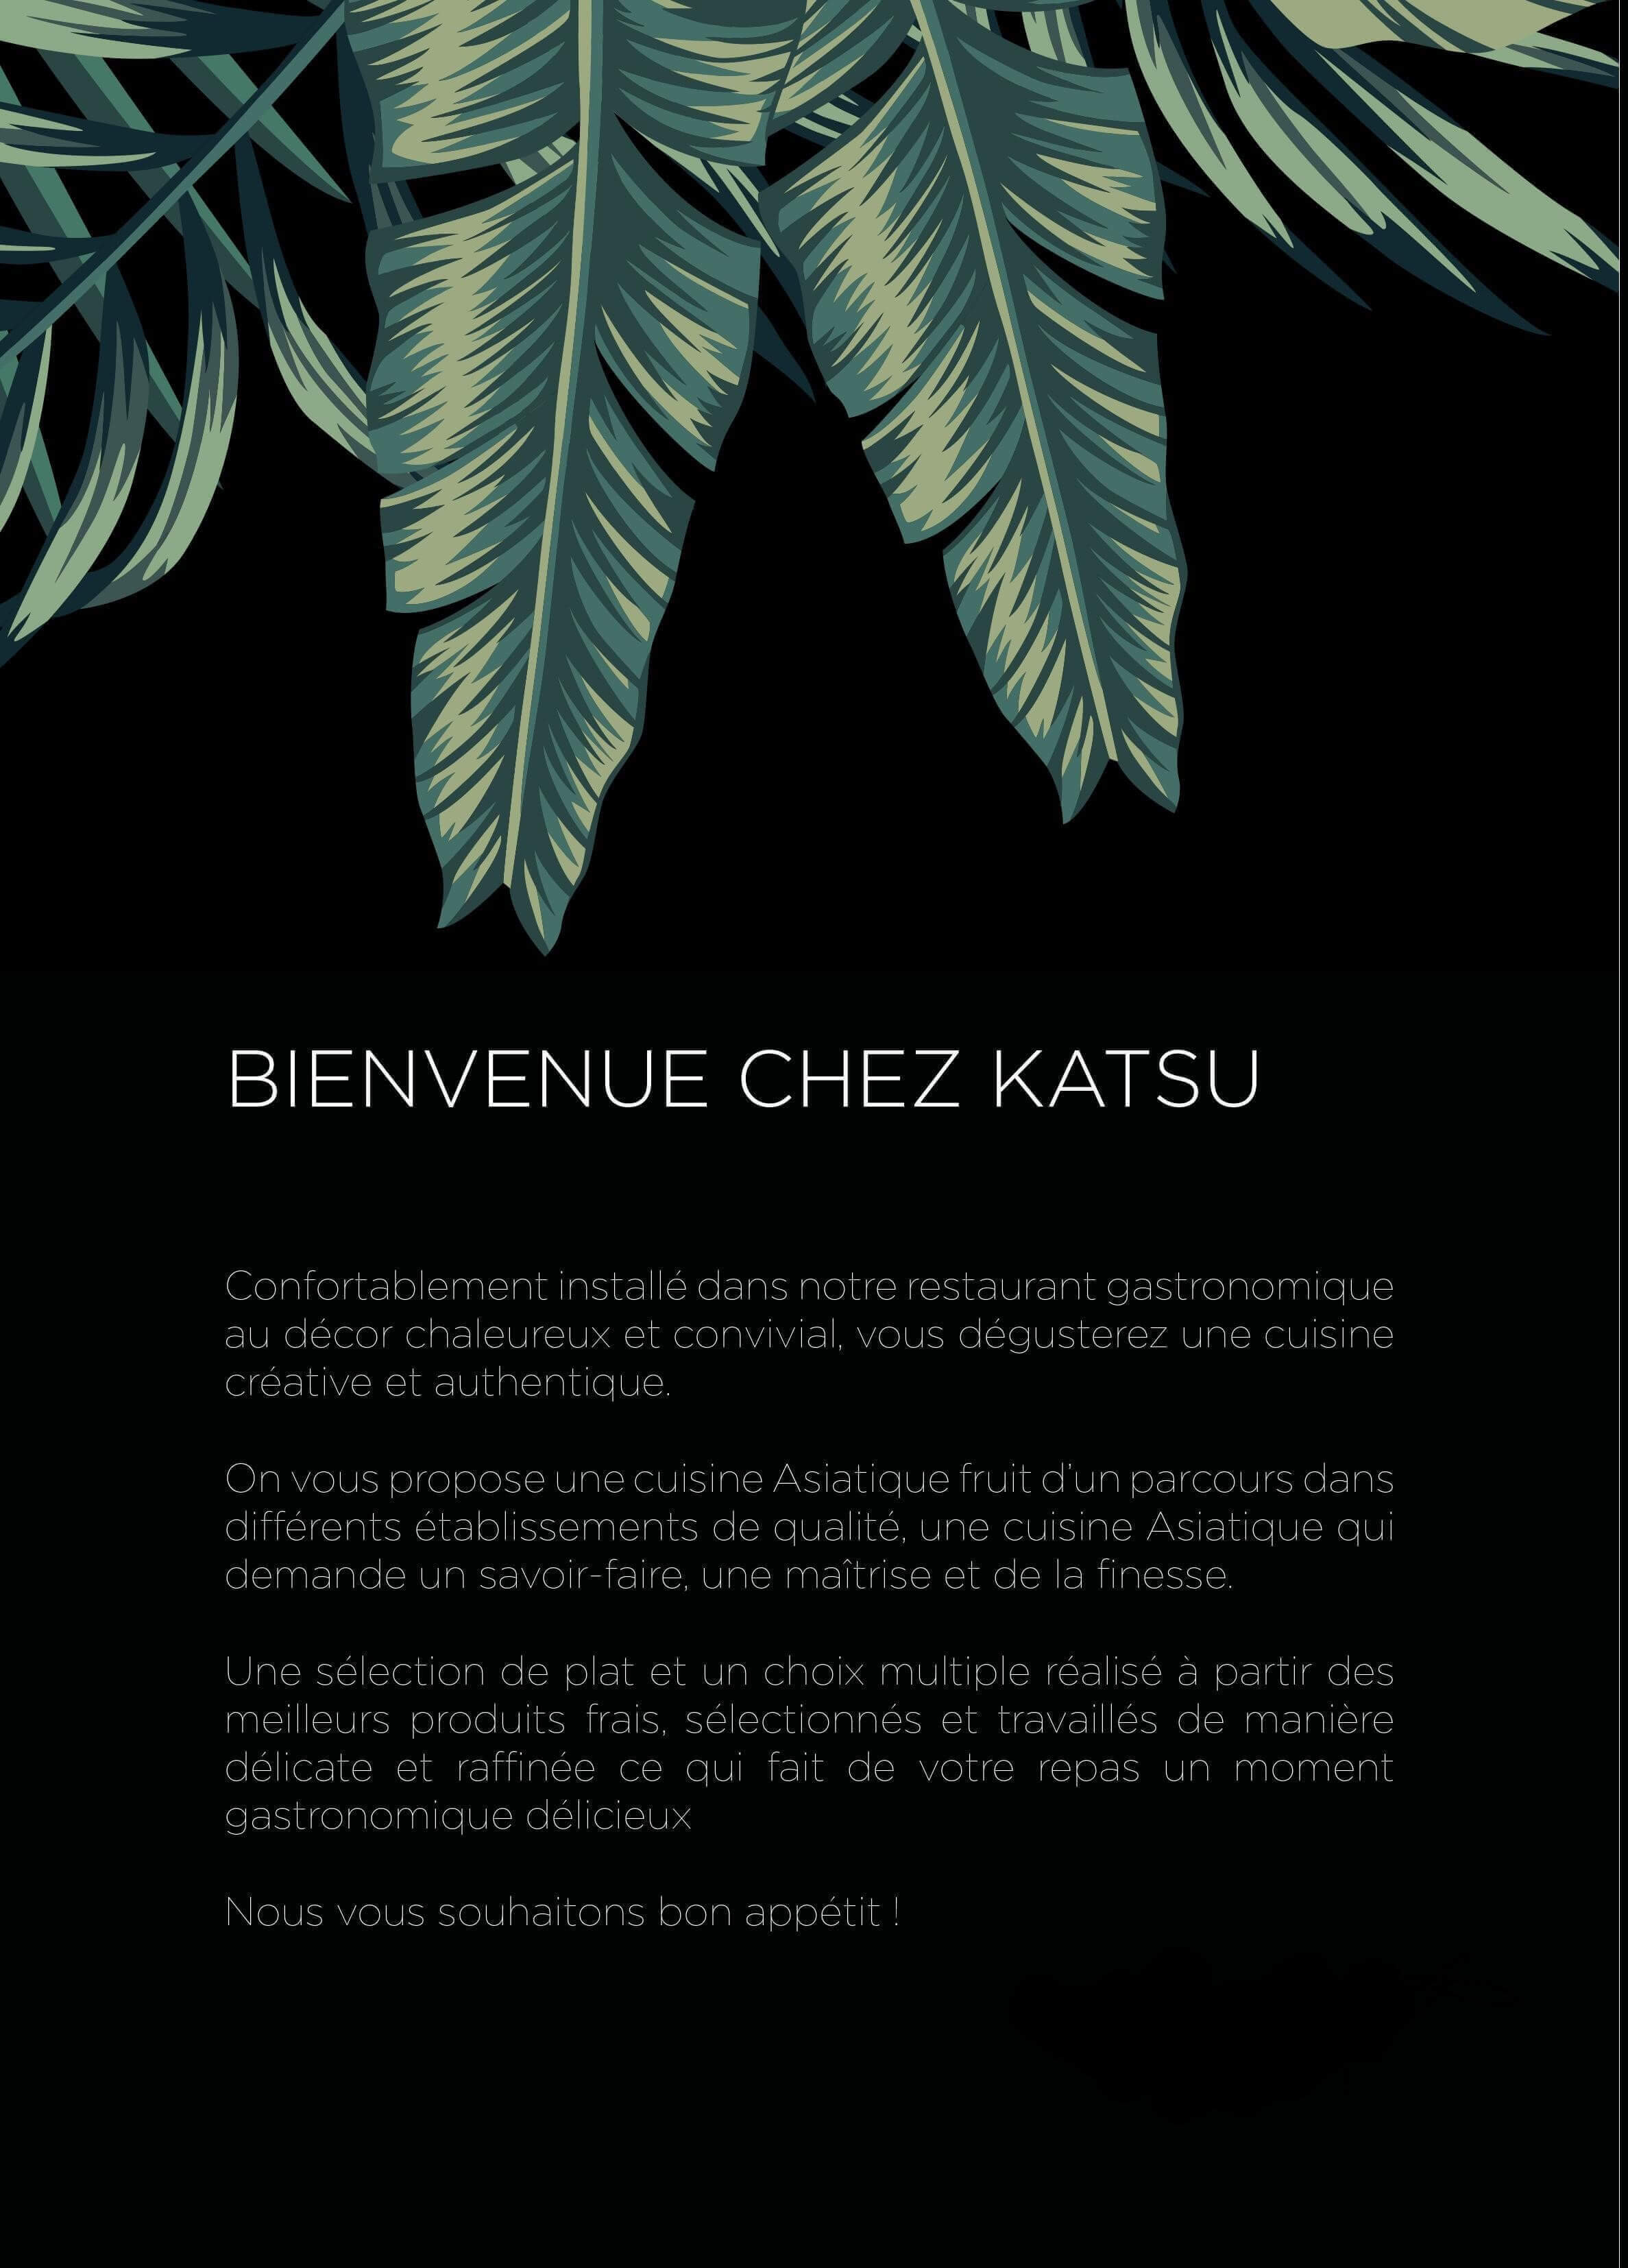 BIENVENUE CHEZ KATSU
Confortablement installé dans notre restaurant gastronomique
au décor chaleureux et convivial, vous dégusterez une cuisine
créative et authentique.
On vous propose une cuisine Asiatique fruit d'un parcours dans
différents établissements de qualité, une cuisine Asiatique qui
demande un savoir-faire, une maîtrise et de la finesse.
Une sélection de plat et un choix multiple réalisé à partir des
meilleurs produits frais, sélectionnés et travaillés de manière
délicate et raffinée ce qui fait de votre repas un moment
gastronomique délicieux
Nous vous souhaitons bon appétit !